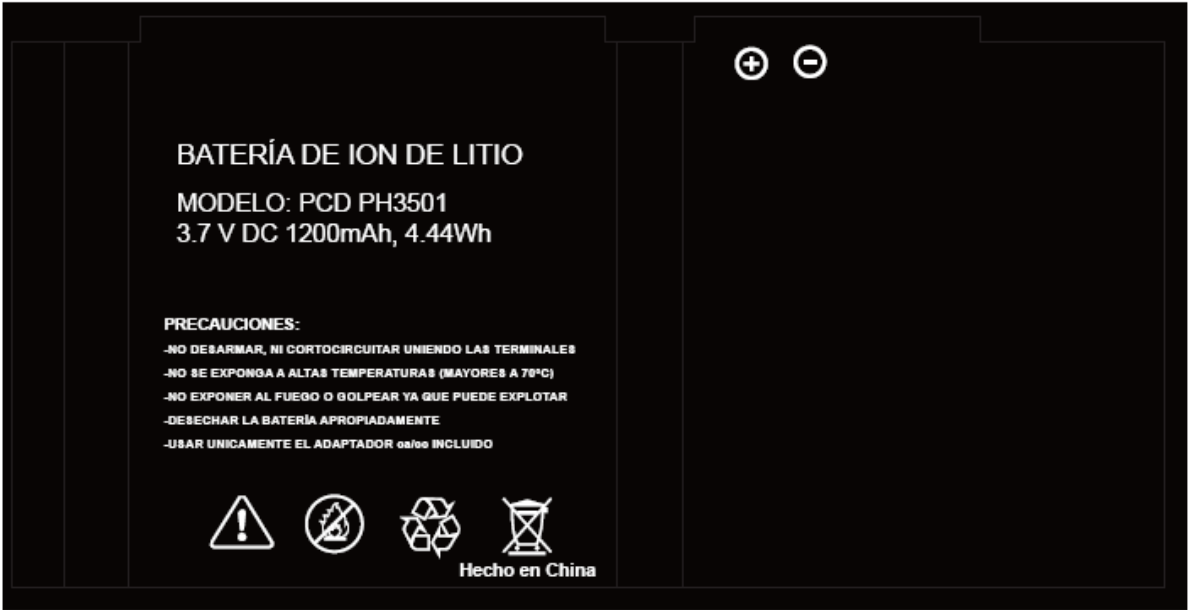 BATERÍA DE ION DE LITIO
MODELO: PCD PH3501
3.7 V DC 1200mAh, 4.44Wh
PRECAUCIONES:
-NO DESARMAR, NI CORTOCIRCUITAR UNIENDO LAS TERMINALES
-NO SE EXPONGA A ALTAS TEMPERATURAS (MAYORES A 70ºC)
-NO EXPONER AL FUEGO O GOLPEAR YA QUE PUEDE EXPLOTAR
-DESECHAR LA BATERÍA APROPIADAMENTE
-USAR UNICAMENTE EL ADAPTADOR ca/cc INCLUIDO
Hecho en China